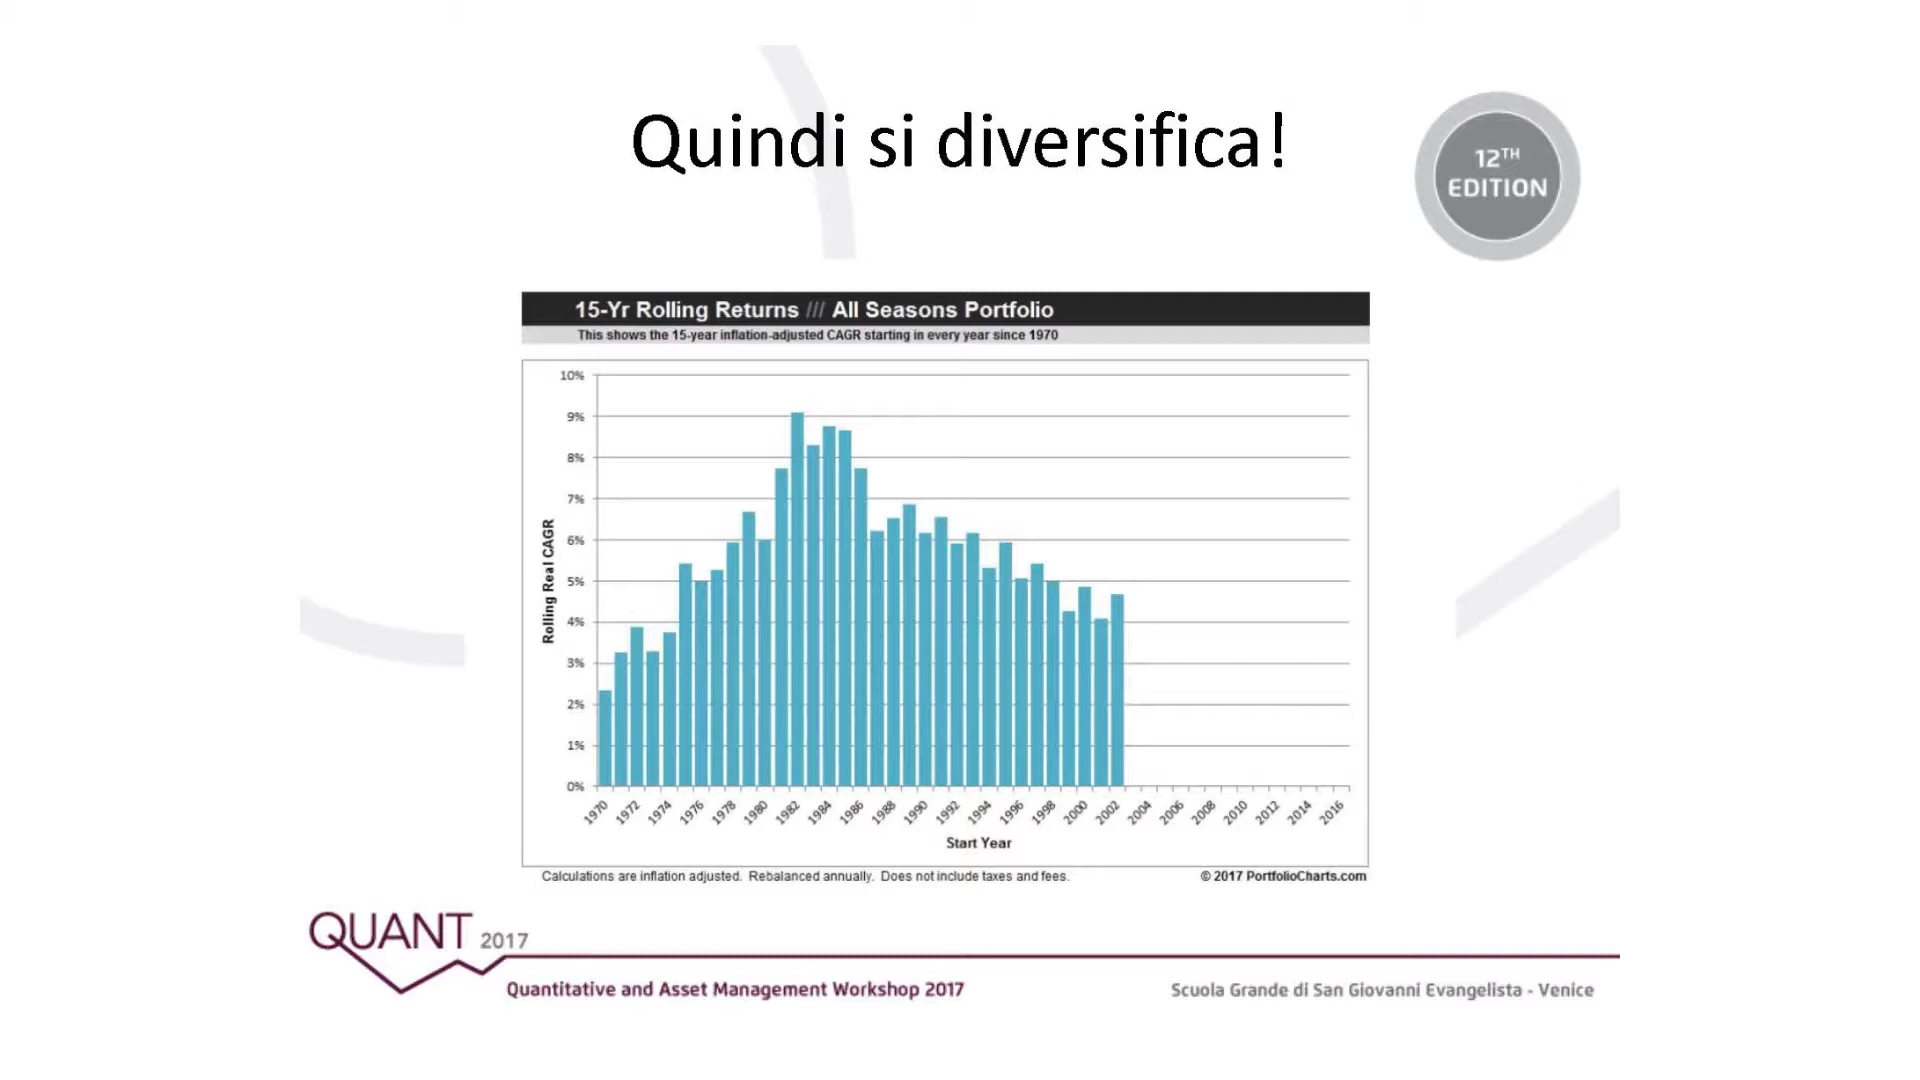 Quindi si diversifica!
12TH
EDITION
15-Yr Rolling Returns /// All Seasons Portfolio
This shows the 15-year inflation-adjusted CAGR starting in every year since 1970
10%
9%
8%
7%
6%
5%
4%
3%
2%
1%
0%
Rolling Real CAGR
1970 1972 1974 1976 1978 1980 1982 1984 1986 1988 1990 1992 1994 1996 1998 2000 2002 2004 2006 2008 2010 2012 2014 2016
Start Year
Calculations are inflation adjusted. Rebalanced annually. Does not include taxes and fees.
© 2017 PortfolioCharts.com
QUANT 2017
Quantitative and Asset Management Workshop 2017
Scuola Grande di San Giovanni Evangelista - Venice